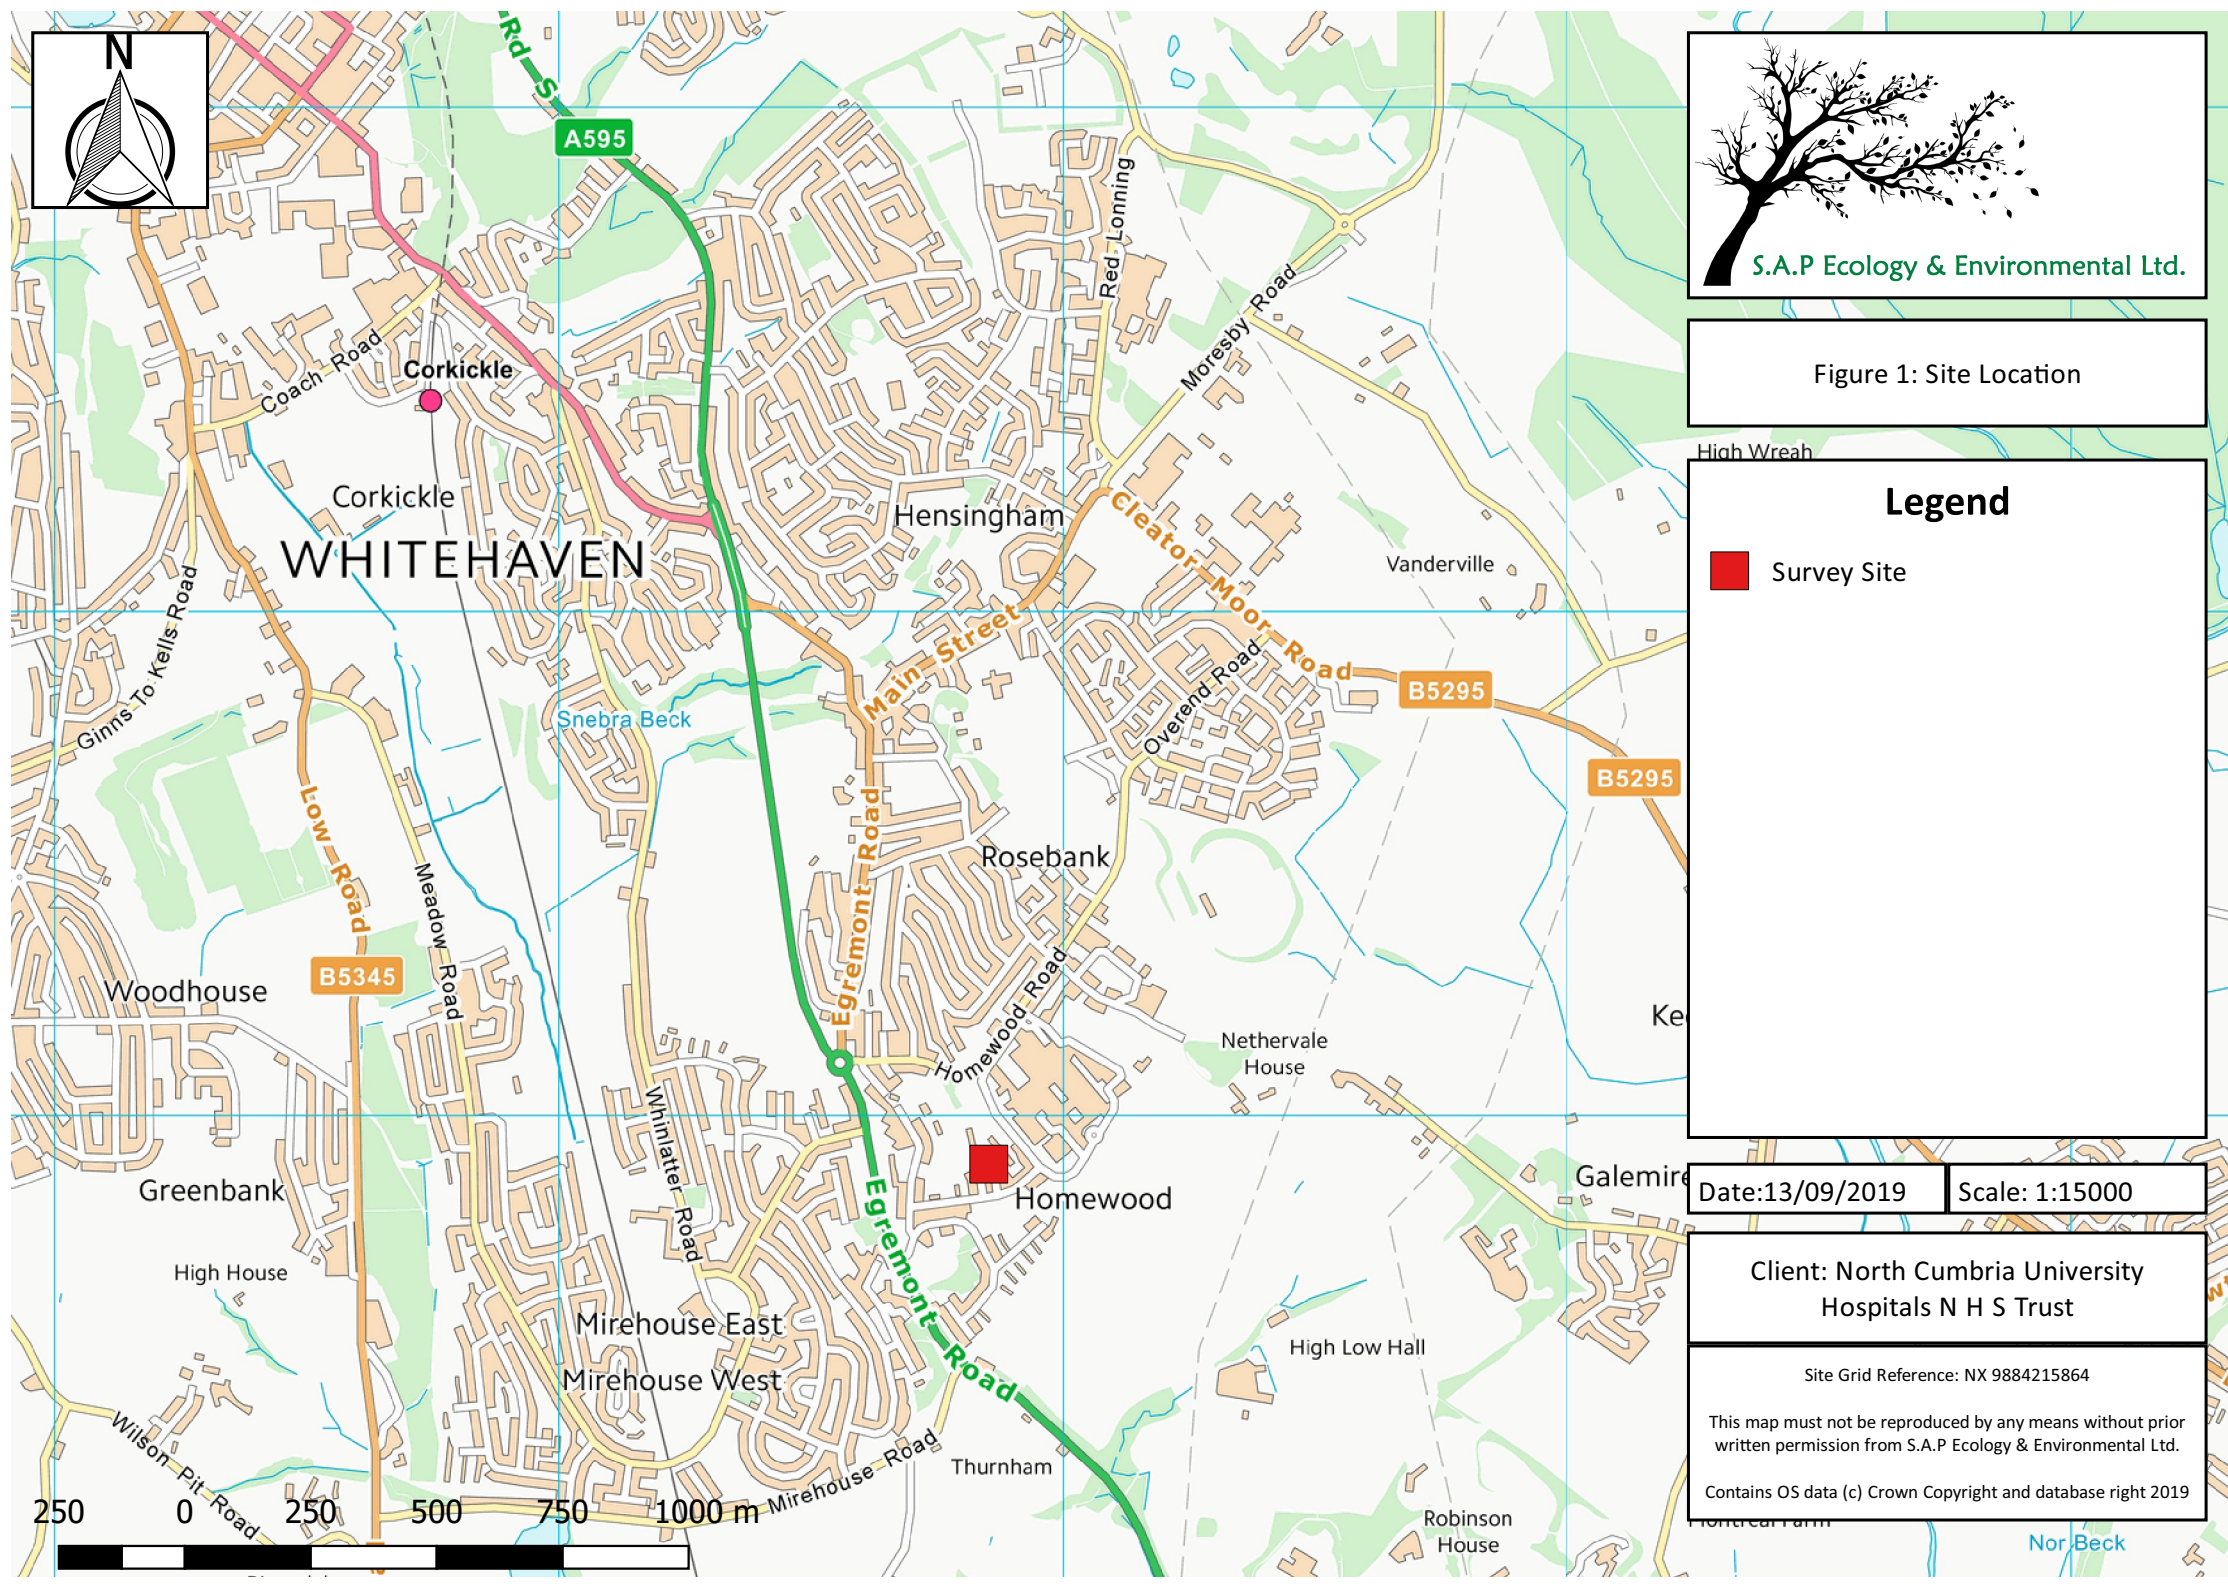 N
Rd S
A595
Red Lonning
Moresby Road
Coach Road
Corkickle
Corkickle
WHITEHAVEN
Hensingham
Cleator Moor Road
Vanderville
Ginns To Kells Road
Main Street
Overend Road
B5295
Snebra Beck
B5295
Low Road
Egremont Road
Meadow Road
Rosebank
Woodhouse
B5345
Homewood Road
Nethervale
House
Whinlatter Road
Greenbank
Homewood
Galemire
Egremont Road
High House
Mirehouse East
Mirehouse West
High Low Hall
Wilson Pit Road
Mirehouse Road
Thurnham
Robinson
House
Nor Beck
250 0 250 500 750 1000 m
S.A.P Ecology & Environmental Ltd.
Figure 1: Site Location
High Wreah
Legend
Survey Site
Date:13/09/2019
Scale: 1:15000
Client: North Cumbria University
Hospitals N H S Trust
Site Grid Reference: NX 9884215864
This map must not be reproduced by any means without prior
written permission from S.A.P Ecology & Environmental Ltd.
Contains OS data (c) Crown Copyright and database right 2019